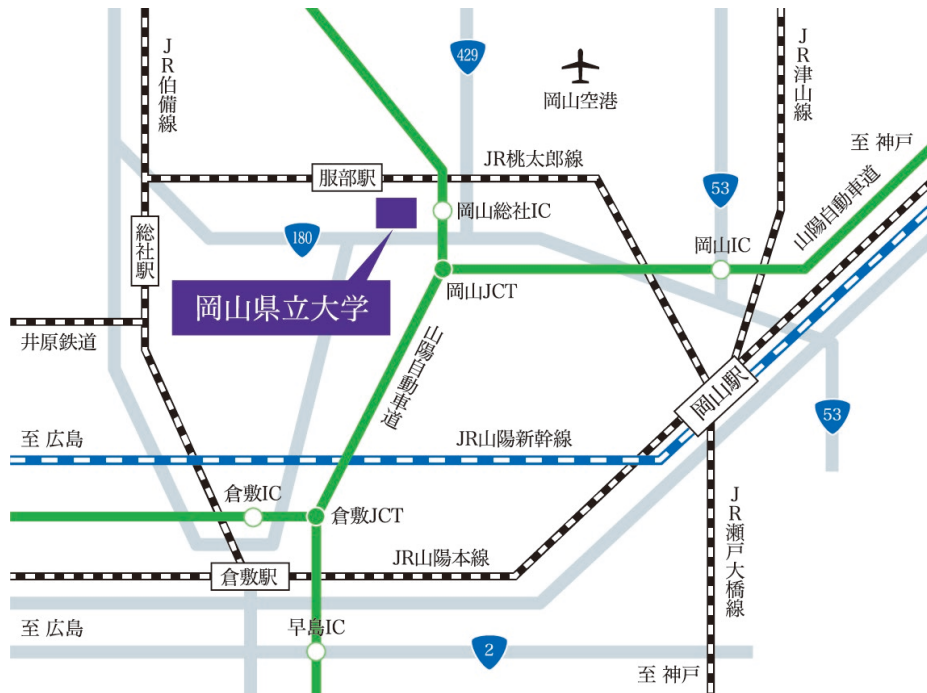 JR伯備線
429
岡山空港
JR津山線
至 神戸
服部駅
JR桃太郎線
53
山陽自動車道
岡山総社IC
総社駅
180
岡山IC
岡山県立大学
岡山JCT
井原鉄道
山陽自動車道
岡山駅
53
至 広島
JR山陽新幹線
倉敷IC
倉敷JCT
JR瀬戸大橋線
倉敷駅
JR山陽本線
至 広島
早島IC
2
至 神戸